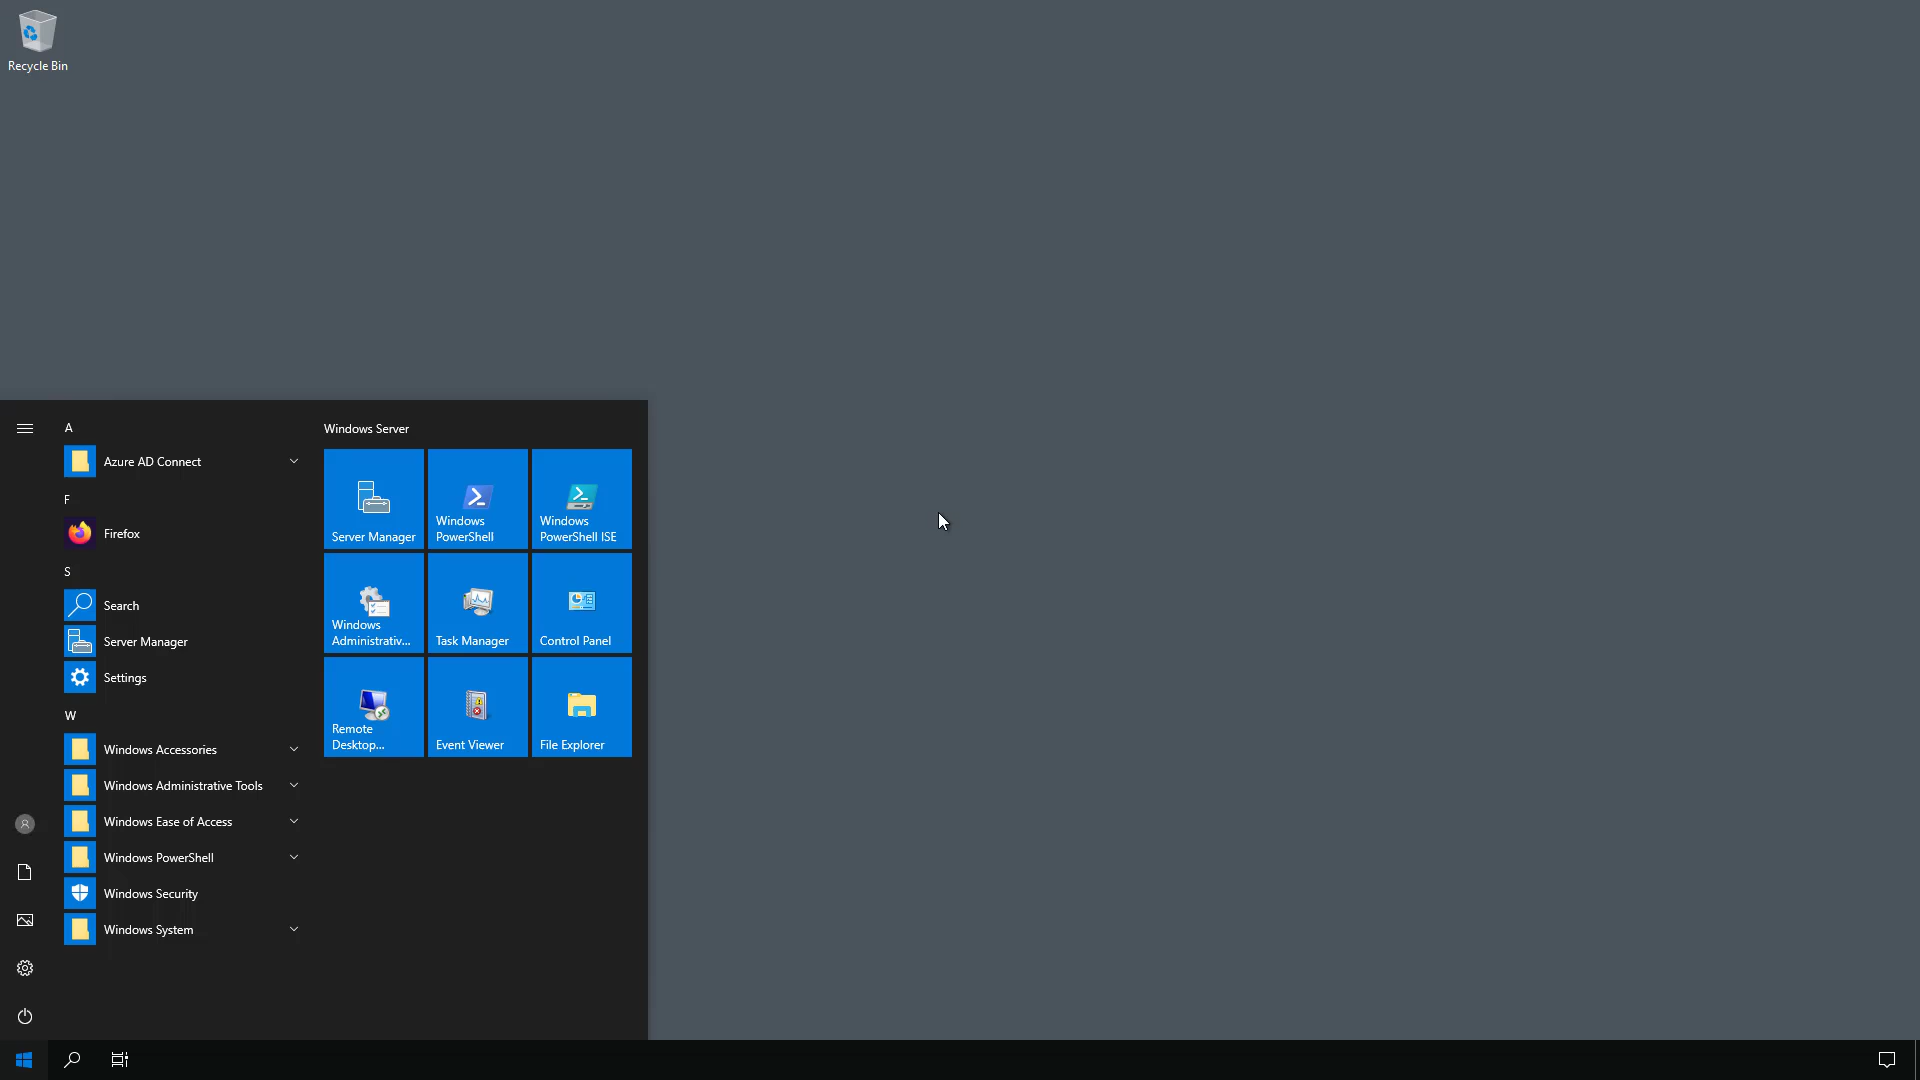 Recycle Bin
A
Azure AD Connect
F
Firefox
S
Search
Server Manager
Settings
W
Windows Accessories
Windows Administrative Tools
Windows Ease of Access
Windows PowerShell
Windows Security
Windows System
Windows Server
Server Manager
Windows
PowerShell
Windows
PowerShell ISE
Windows
Administrativ...
Task Manager
Control Panel
Remote
Desktop...
Event Viewer
File Explorer